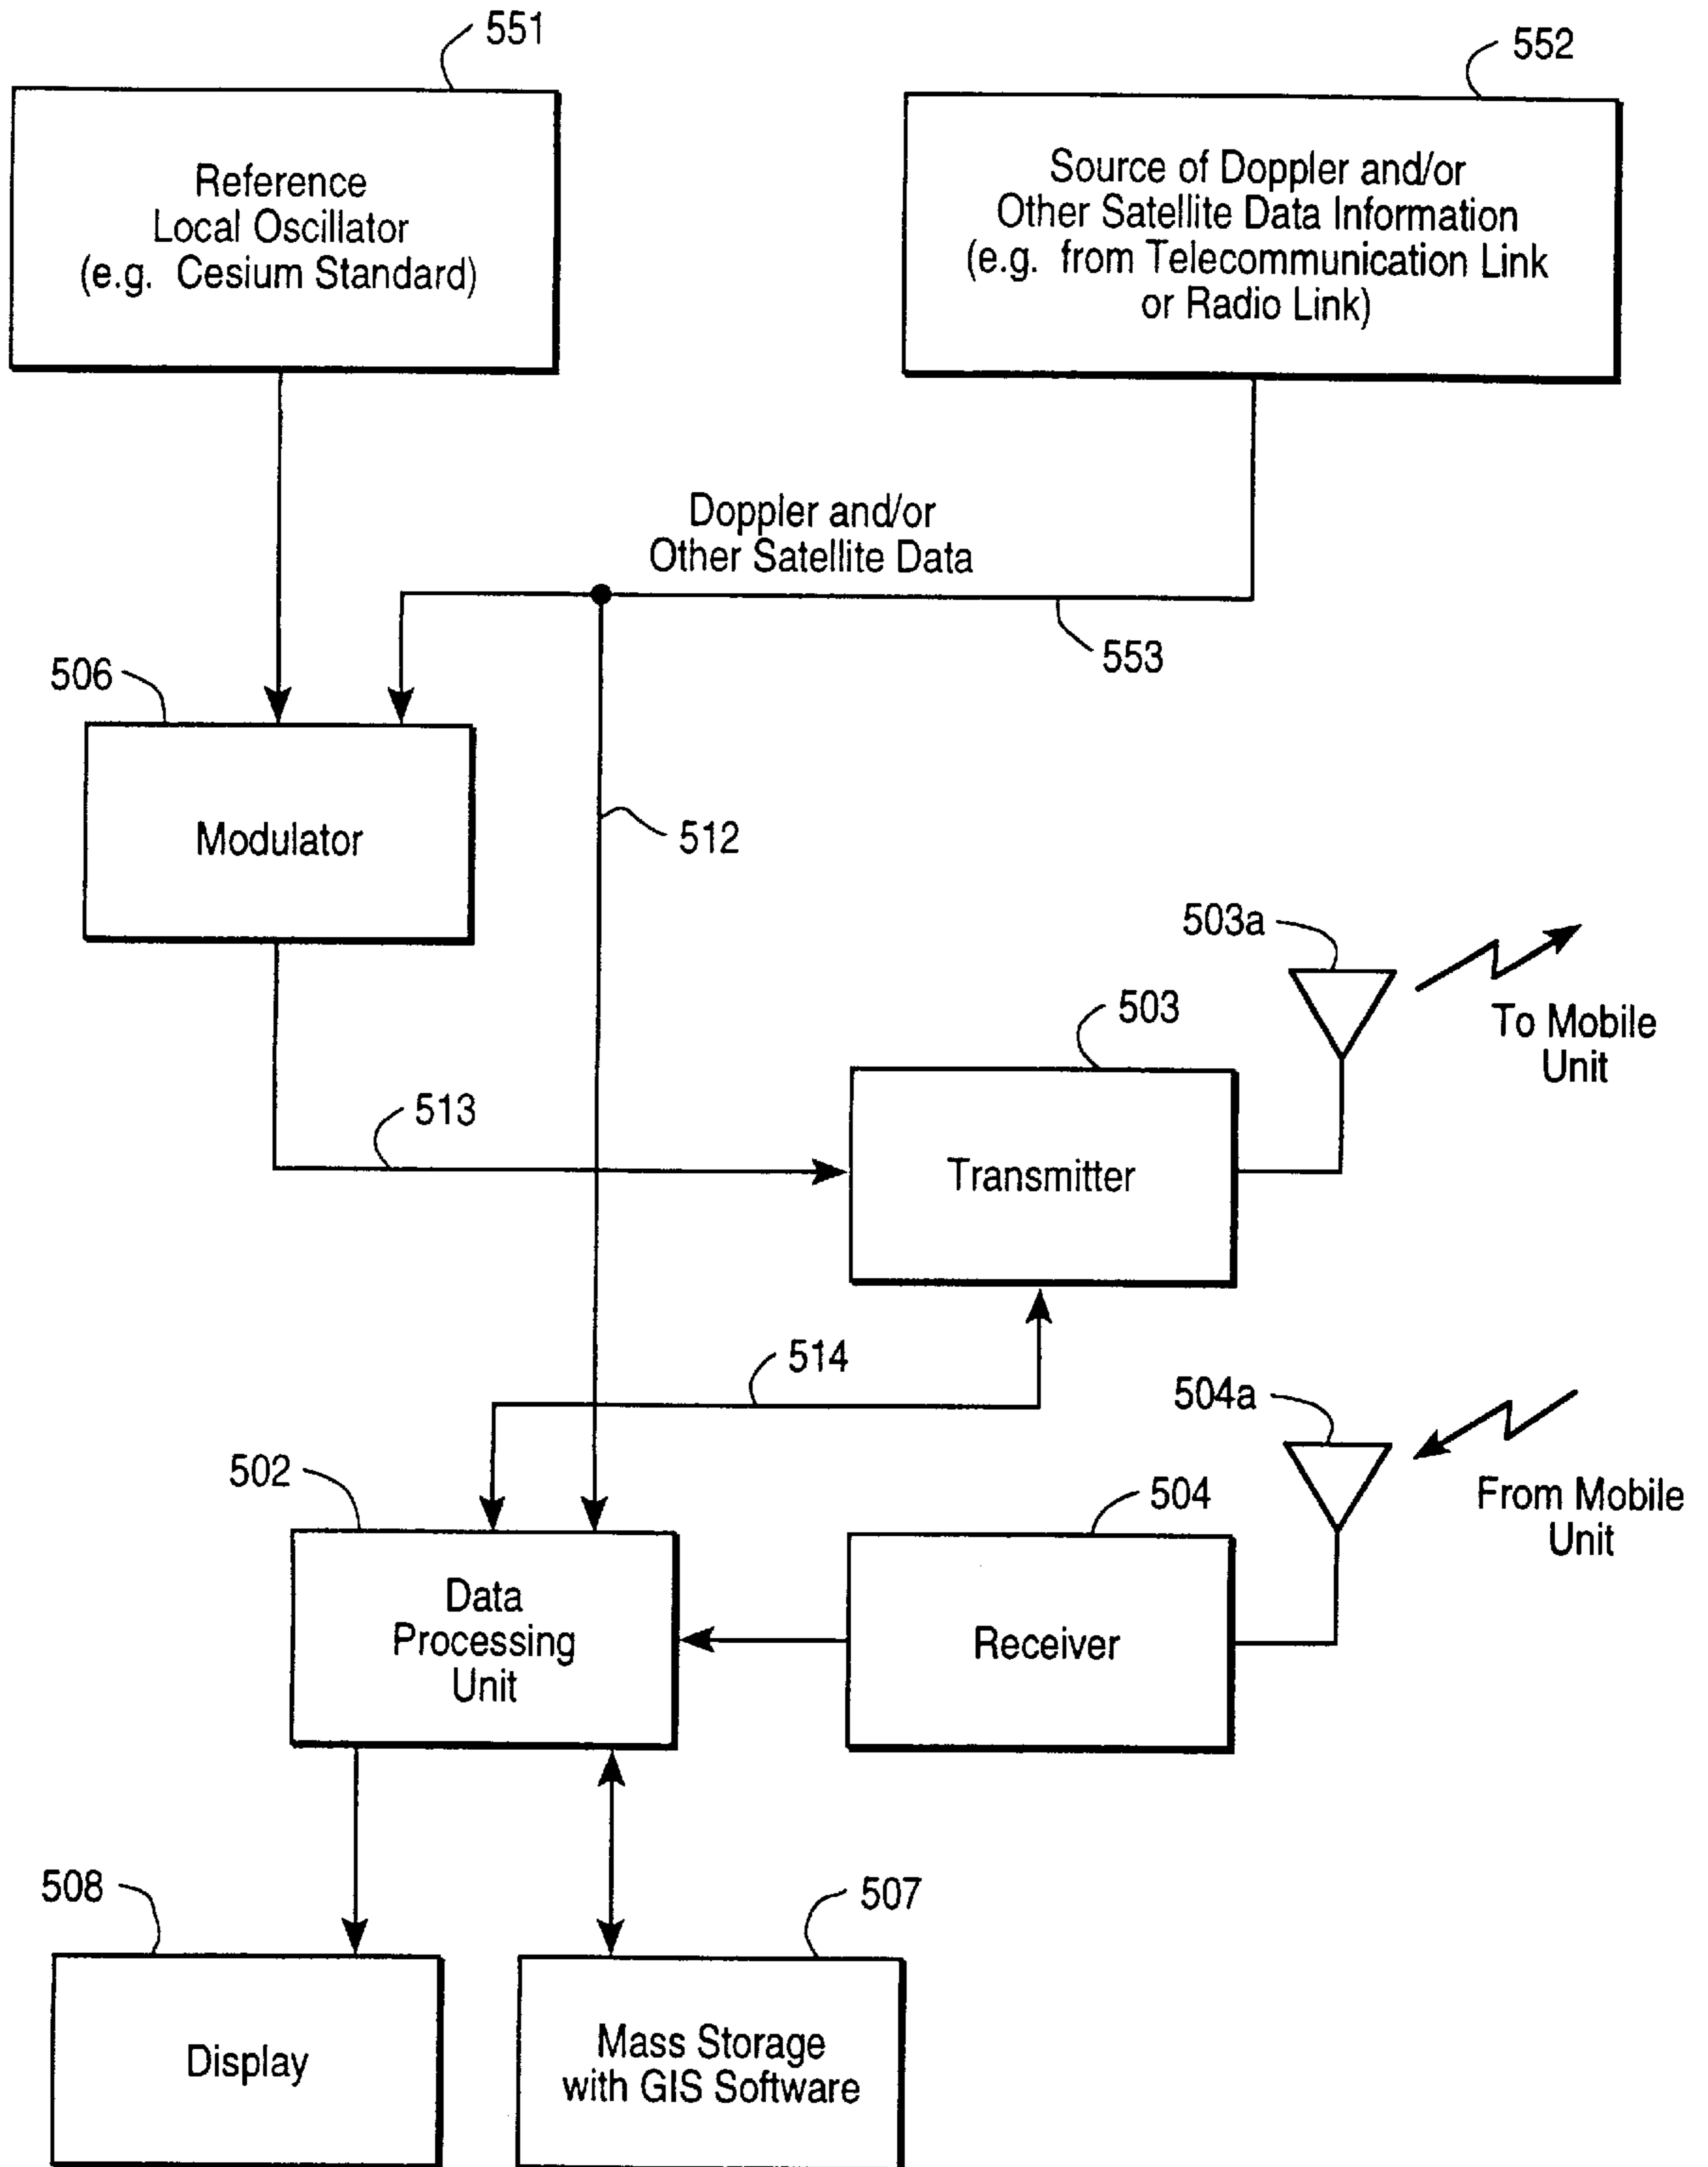 551
552
Reference
Local Oscillator
(e.g. Cesium Standard)
Source of Doppler and/or
Other Satellite Data Information
(e.g. from Telecommunication Link
or Radio Link)
Doppler and/or
Other Satellite Data
553
506
Modulator
512
503a
To Mobile
Unit
503
513
Transmitter
514
504a
From Mobile
Unit
502
504
Data
Processing
Unit
Receiver
508
507
Display
Mass Storage
with GIS Software